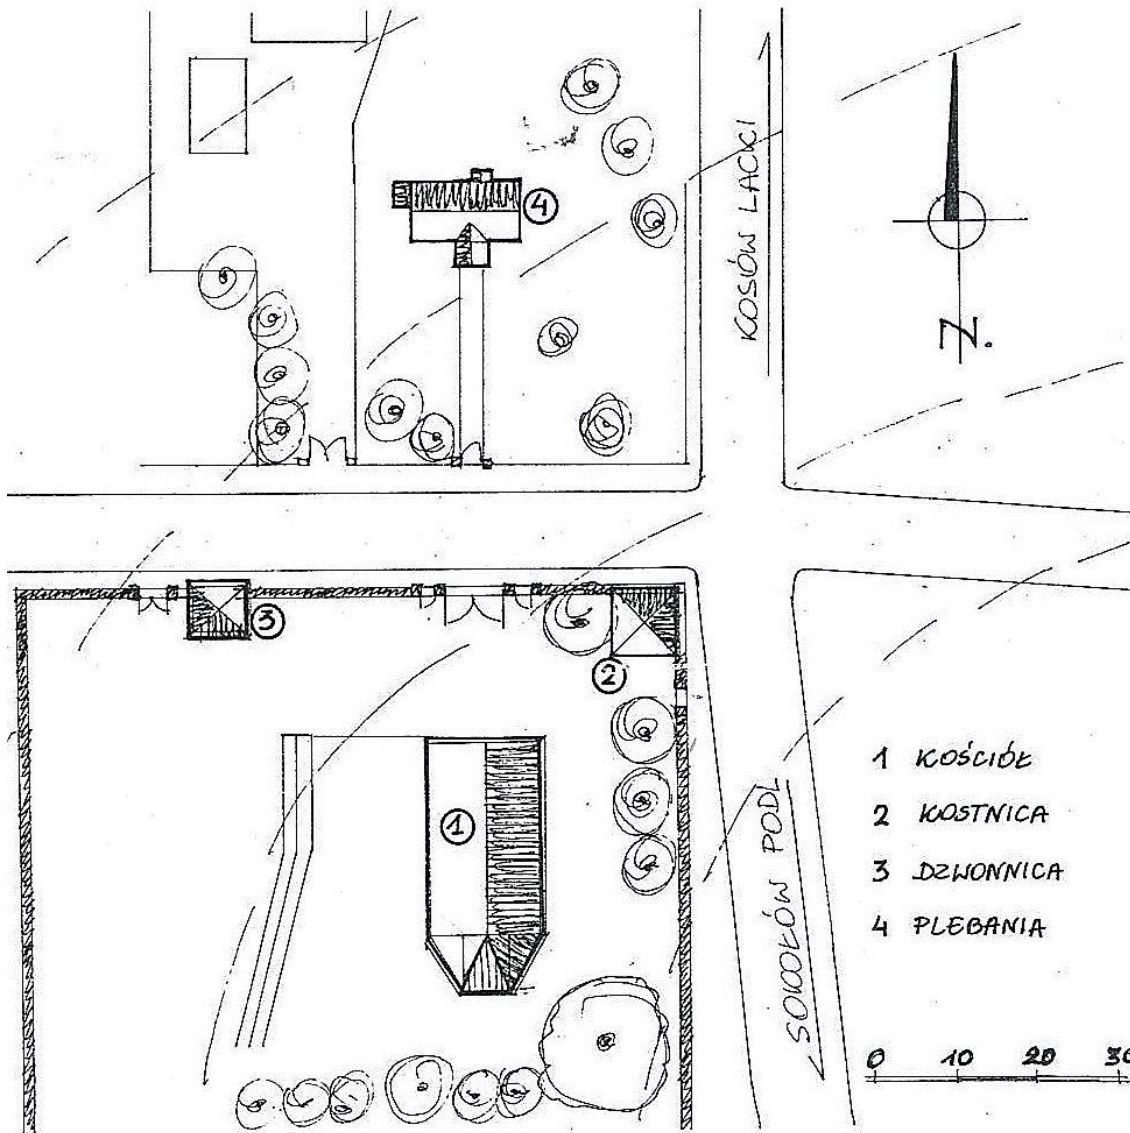 4
KOSÓW LACKI
N.
3
2
1
1 KOŚCIÓŁ
2 KOSTNICA
3 DZWONNICA
4 PLEBANIA
SOKOŁÓW PODL
0 10 20 30